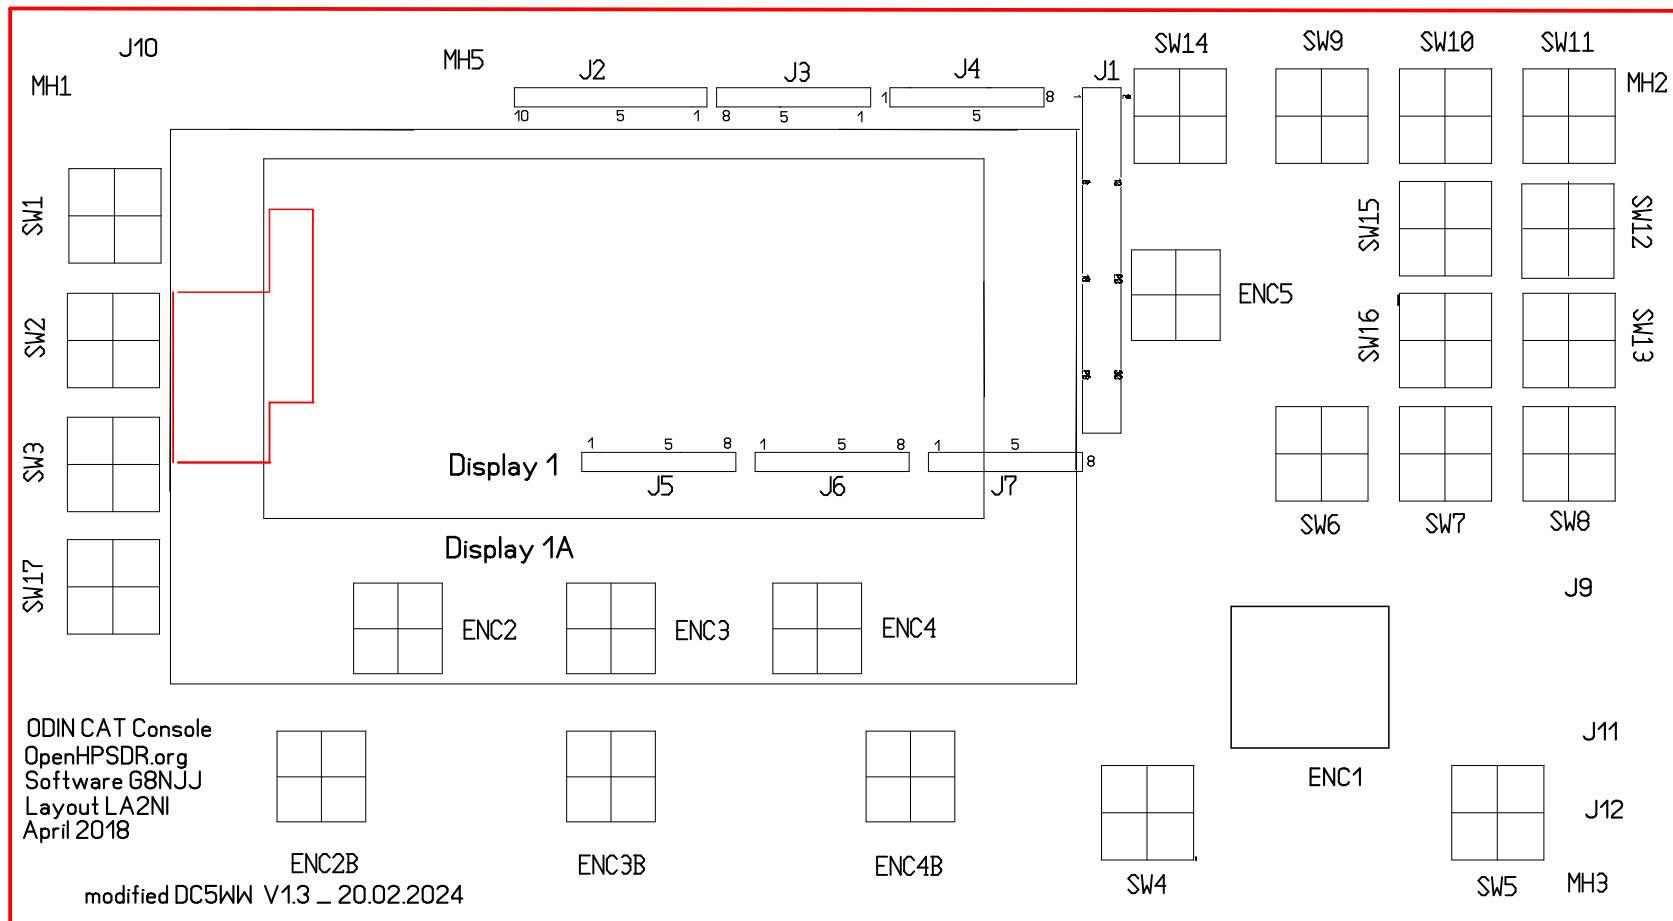 J10
MH1
MH5
J2
J3
J4
J1
SW14
SW9
SW10
SW11
MH2
10 5 1
8 5 1
1 5 8
SW1
SW15
SW12
ENC5
SW2
SW16
SW13
SW3
1 5 8
1 5 8
1 5 8
Display 1
J5
J6
J7
SW6
SW7
SW8
Display 1A
SW17
J9
ENC2
ENC3
ENC4
ODIN CAT Console
OpenHPSDR.org
Software G8NJJ
Layout LA2NI
April 2018
J11
ENC1
J12
ENC2B
ENC3B
ENC4B
SW4
SW5
MH3
modified DC5WW V1.3 _ 20.02.2024